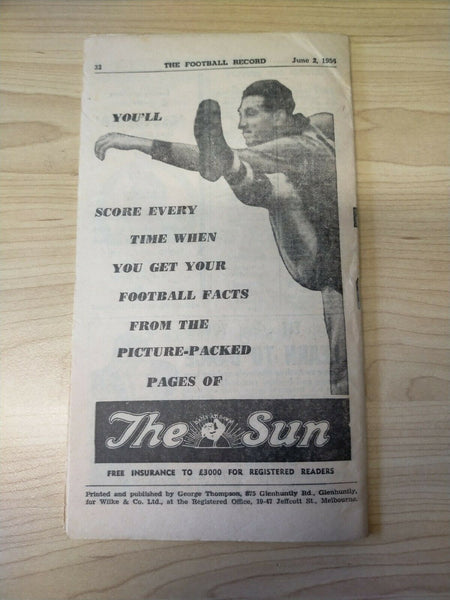 32 THE FOOTBALL RECORD June 2, 1954
YOU'LL
SCORE EVERY
TIME WHEN
YOU GET YOUR
FOOTBALL FACTS
FROM THE
PICTURE-PACKED
PAGES OF
The Sun
FREE INSURANCE TO £3000 FOR REGISTERED READERS
Printed and published by George Thompson, 875 Glenhuntly Rd., Glenhuntly,
for Wilke & Co. Ltd., at the Registered Office, 19-47 Jeffcott St., Melbourne.